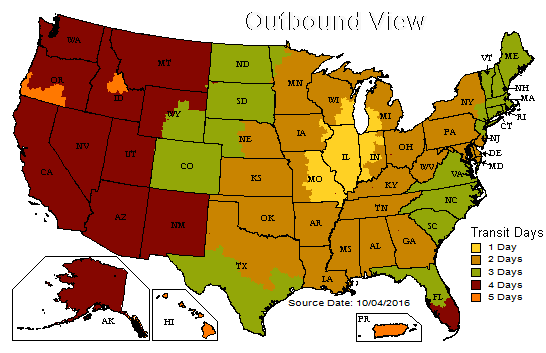 Outbound View
WA
MT
ND
MN
VT
ME
OR
ID
WY
SD
WI
MI
NY
NH
MA
RI
CT
NV
UT
CO
NE
IA
IL
IN
OH
PA
NJ
DE
MD
CA
KS
MO
KY
WV
VA
AZ
NM
OK
AR
TN
NC
SC
TX
LA
MS
AL
GA
FL
AK
HI
PR
Transit Days
1 Day
2 Days
3 Days
4 Days
5 Days
Source Date: 10/04/2016